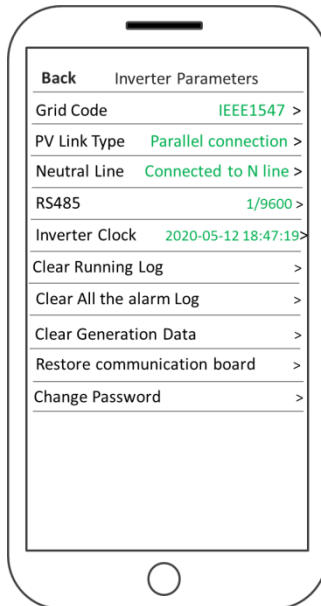 Back Inverter Parameters
Grid Code IEEE1547 >
PV Link Type Parallel connection >
Neutral Line Connected to N line >
RS485 1/9600 >
Inverter Clock 2020-05-12 18:47:19>
Clear Running Log >
Clear All the alarm Log >
Clear Generation Data >
Restore communication board >
Change Password >